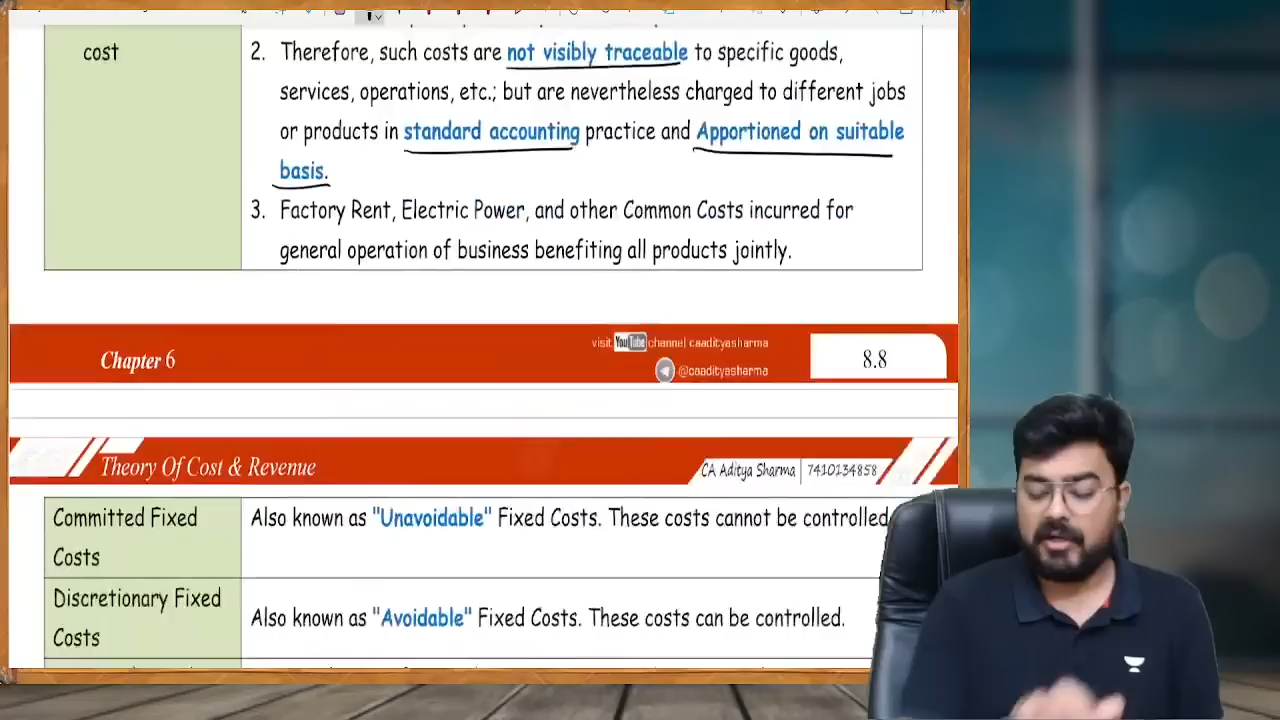 cost
2. Therefore, such costs are not visibly traceable to specific goods,
services, operations, etc.; but are nevertheless charged to different jobs
or products in standard accounting practice and Apportioned on suitable
basis.
3. Factory Rent, Electric Power, and other Common Costs incurred for
general operation of business benefiting all products jointly.
Chapter 6
visit YouTube channel caadityasharma
@caadityasharma
8.8
Theory Of Cost & Revenue
CA Aditya Sharma | 7410134858
Committed Fixed
Costs
Also known as "Unavoidable" Fixed Costs. These costs cannot be controlled
Discretionary Fixed
Costs
Also known as "Avoidable" Fixed Costs. These costs can be controlled.